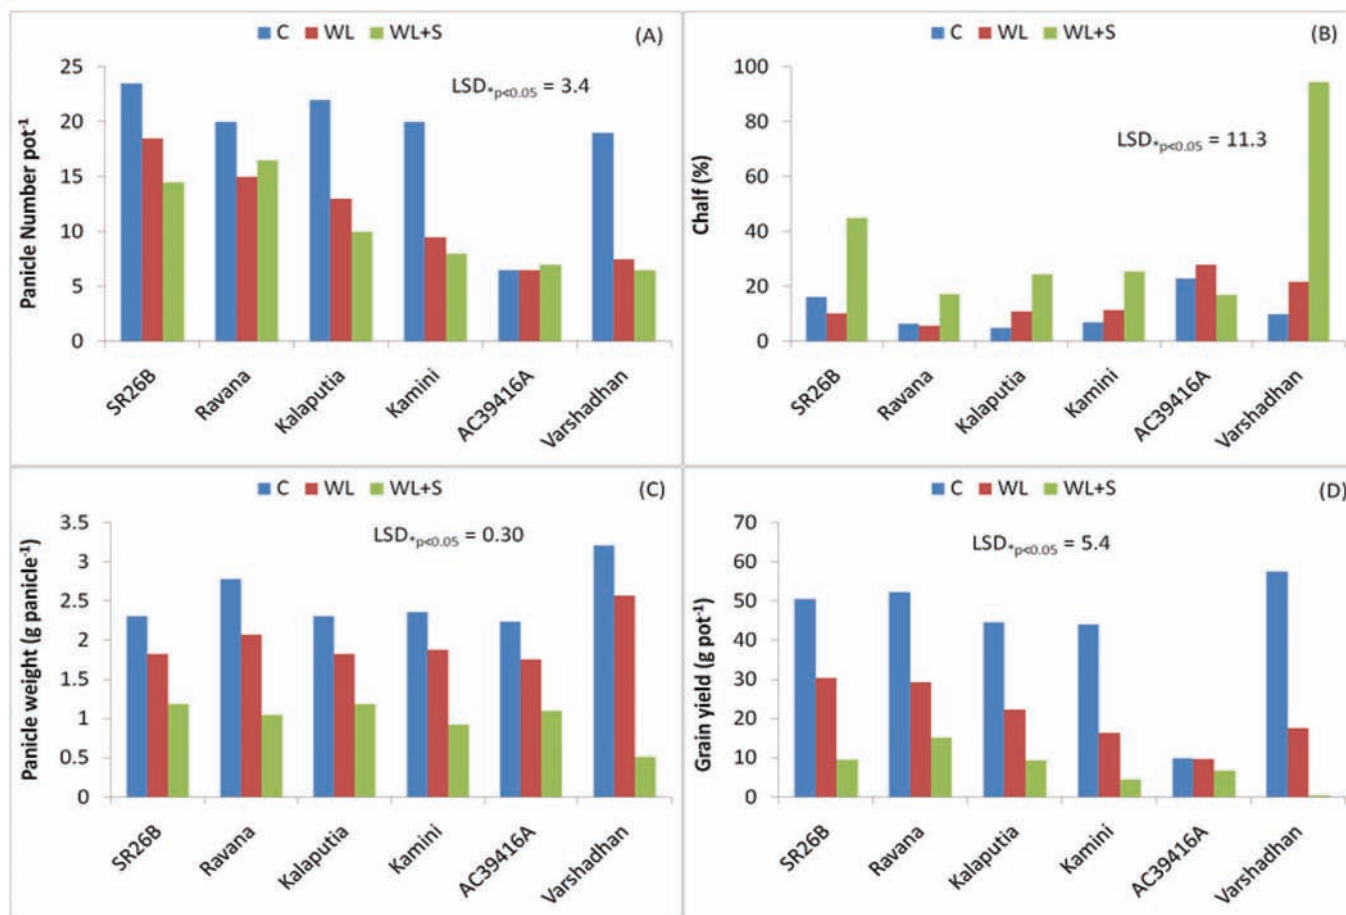 C WL WL+S (A)
LSD*p<0.05 = 3.4
Panicle Number pot-1
25
20
15
10
5
0
SR26B Ravana Kalaputia Kamini AC39416A Varshadhan
C WL WL+S (B)
LSD*p<0.05 = 11.3
Chalf (%)
100
80
60
40
20
0
SR26B Ravana Kalaputia Kamini AC39416A Varshadhan
C WL WL+S (C)
LSD*p<0.05 = 0.30
Panicle weight (g panicle-1)
3.5
3
2.5
2
1.5
1
0.5
0
SR26B Ravana Kalaputia Kamini AC39416A Varshadhan
C WL WL+S (D)
LSD*p<0.05 = 5.4
Grain yield (g pot-1)
70
60
50
40
30
20
10
0
SR26B Ravana Kalaputia Kamini AC39416A Varshadhan